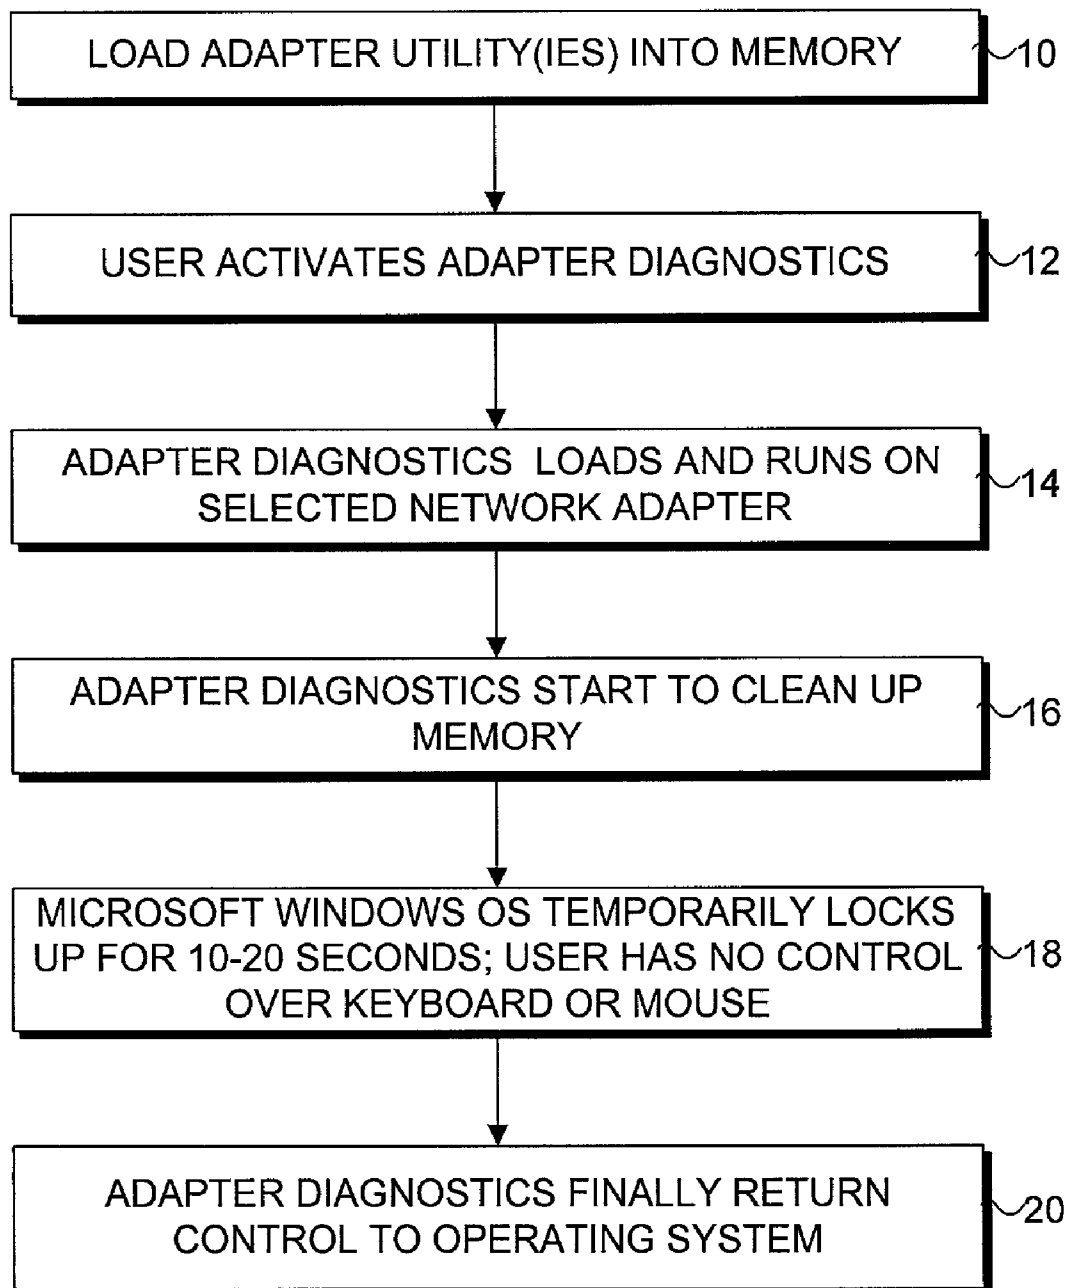 LOAD ADAPTER UTILITY(IES) INTO MEMORY
10
USER ACTIVATES ADAPTER DIAGNOSTICS
12
ADAPTER DIAGNOSTICS LOADS AND RUNS ON
SELECTED NETWORK ADAPTER
14
ADAPTER DIAGNOSTICS START TO CLEAN UP
MEMORY
16
MICROSOFT WINDOWS OS TEMPORARILY LOCKS
UP FOR 10-20 SECONDS; USER HAS NO CONTROL
OVER KEYBOARD OR MOUSE
18
ADAPTER DIAGNOSTICS FINALLY RETURN
CONTROL TO OPERATING SYSTEM
20